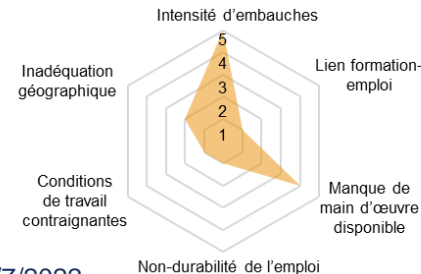 Intensité d'embauches
5
4
3
2
1
Lien formation-
emploi
Inadéquation
géographique
Conditions
de travail
contraignantes
Manque de
main d'œuvre
disponible
Non-durabilité de l'emploi